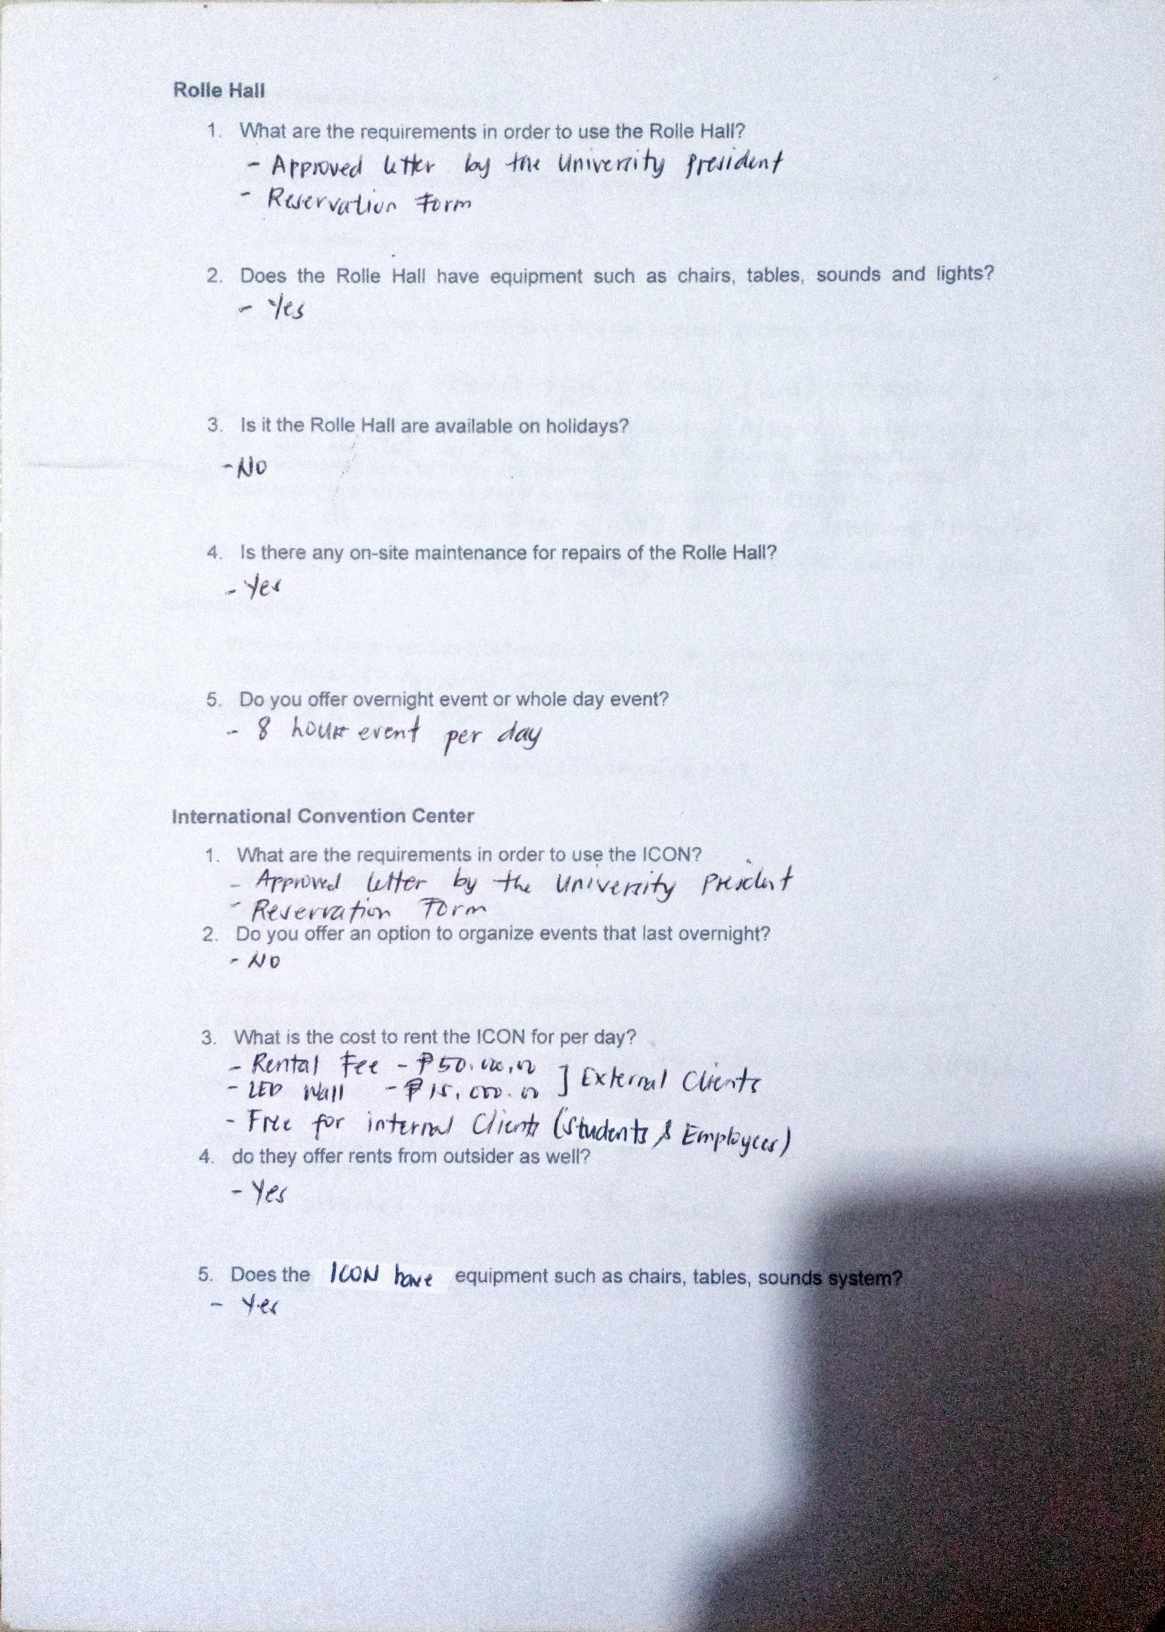 Rolle Hall
1. What are the requirements in order to use the Rolle Hall?
- Approved letter by the University President
- Reservation Form
2. Does the Rolle Hall have equipment such as chairs, tables, sounds and lights?
- Yes
3. Is it the Rolle Hall are available on holidays?
- No
4. Is there any on-site maintenance for repairs of the Rolle Hall?
- Yes
5. Do you offer overnight event or whole day event?
- 8 hour event per day
International Convention Center
1. What are the requirements in order to use the ICON?
- Approved letter by the University President
- Reservation Form
2. Do you offer an option to organize events that last overnight?
- NO
3. What is the cost to rent the ICON for per day?
- Rental Fee - ₱50,000.00
- LED Wall - ₱15,000.00 ] External Clients
- Free for internal Clients (Students & Employees)
4. do they offer rents from outsider as well?
- Yes
5. Does the ICON have equipment such as chairs, tables, sounds system?
- Yes